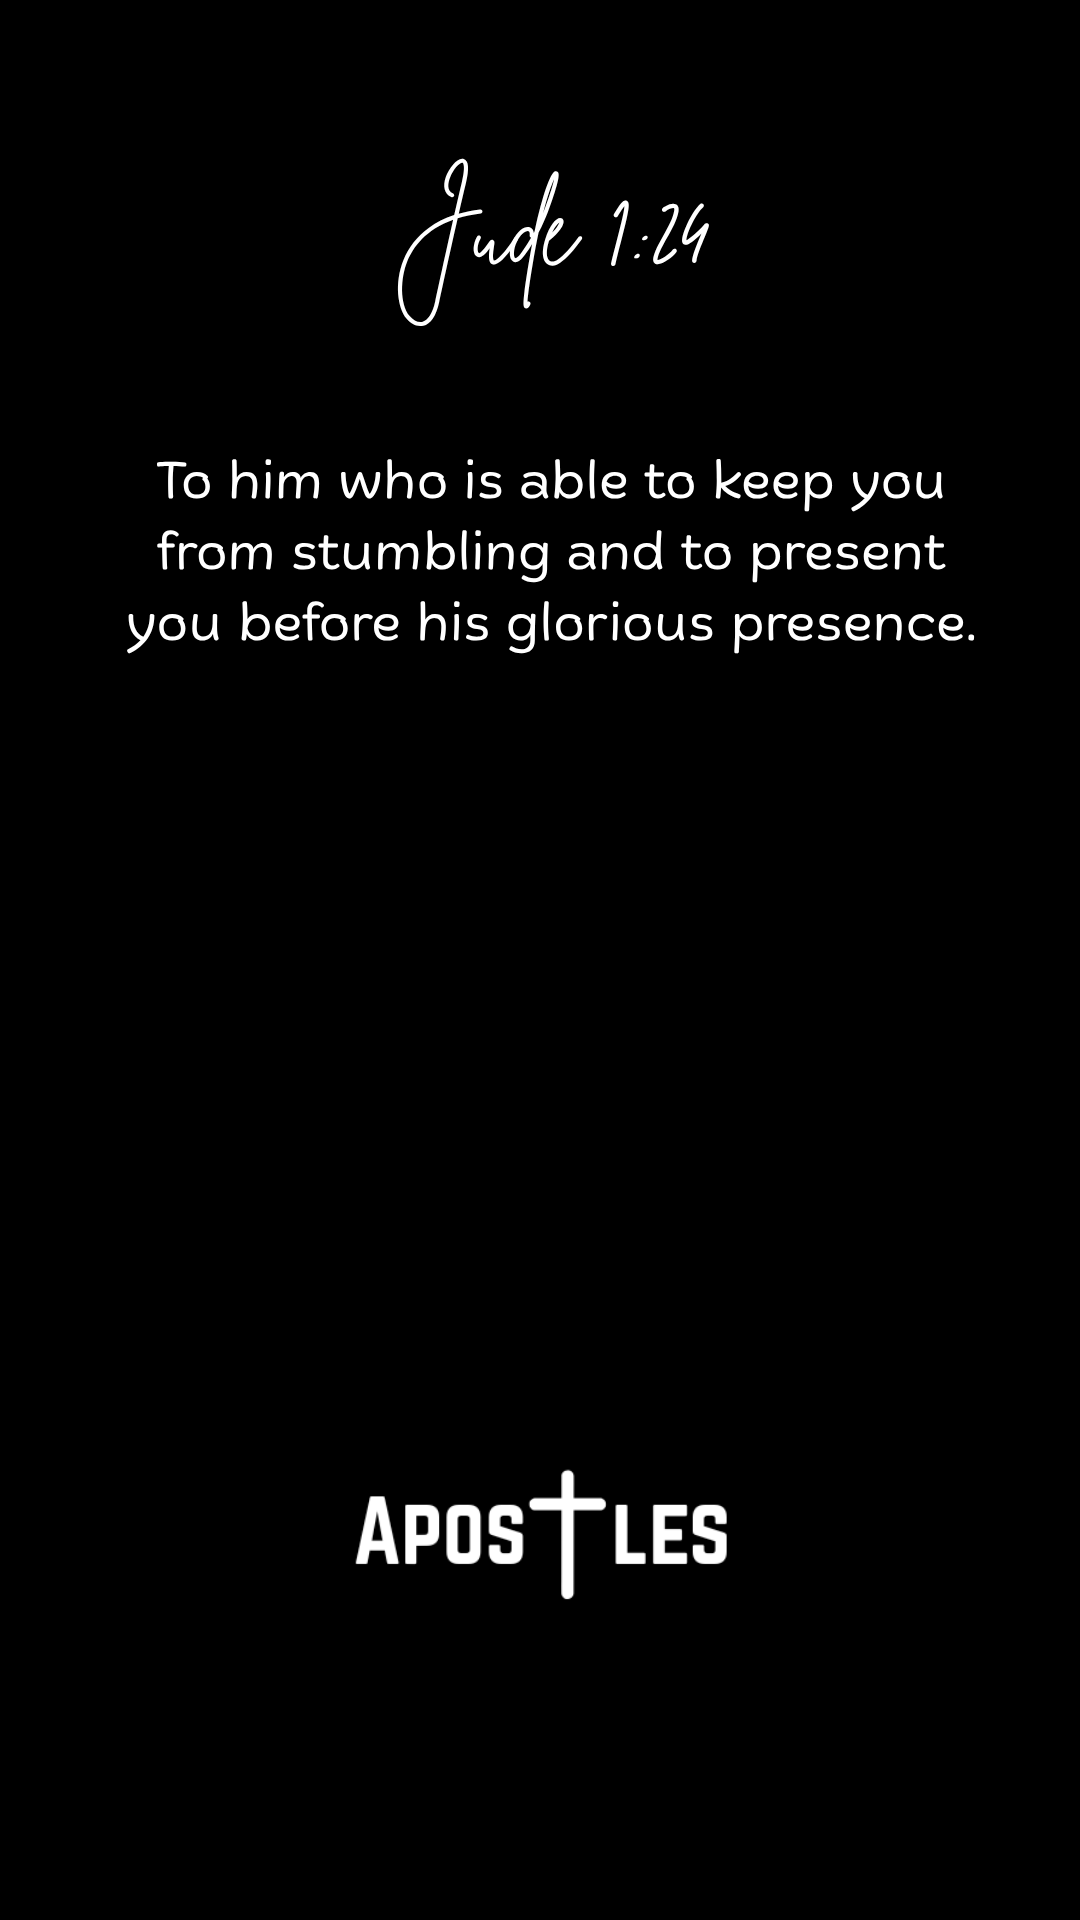 Jude 1:24
To him who is able to keep you
from stumbling and to present
you before his glorious presence.
APOSTLES